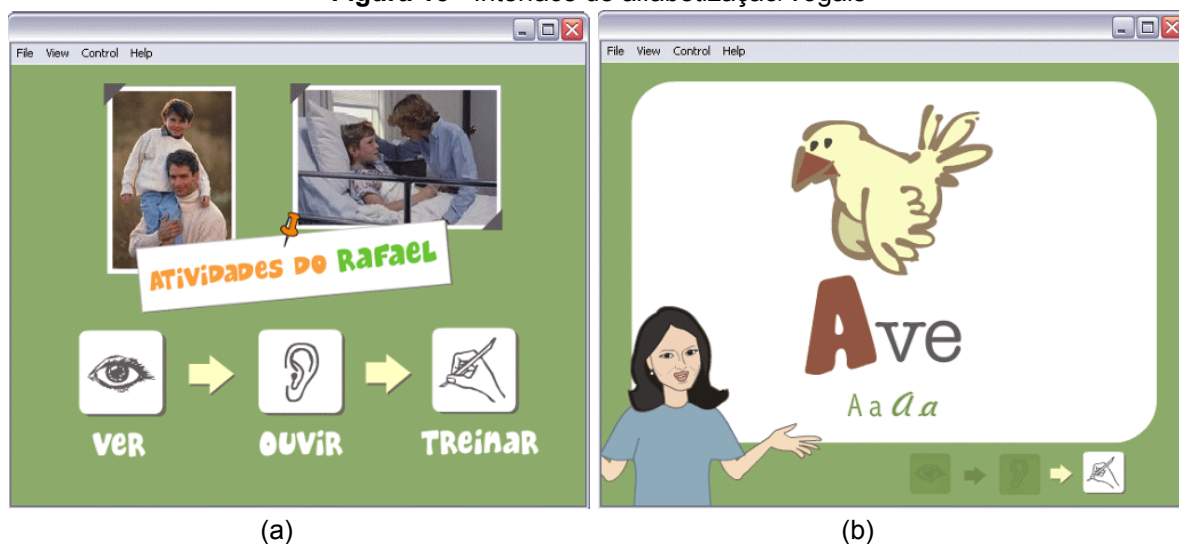 File View Control Help
ATIVIDADES DO RAFAEL
VER
OUVIR
TREINAR
(a)
File View Control Help
Ave
A a a a
(b)